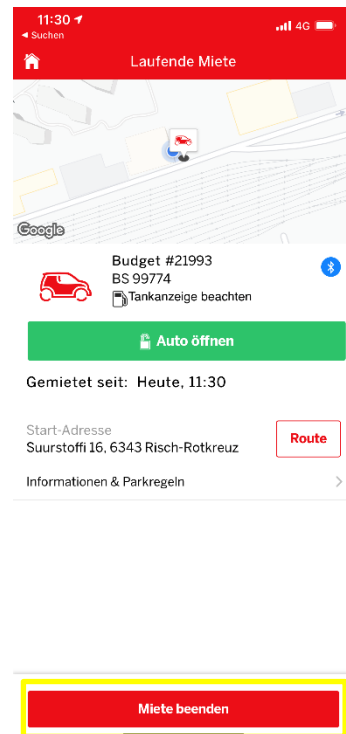 11:30
4G
◀ Suchen
Laufende Miete
Google
Budget #21993
BS 99774
Tankanzeige beachten
Auto öffnen
Gemietet seit: Heute, 11:30
Start-Adresse
Suurstoffi 16, 6343 Risch-Rotkreuz
Route
Informationen & Parkregeln
Miete beenden